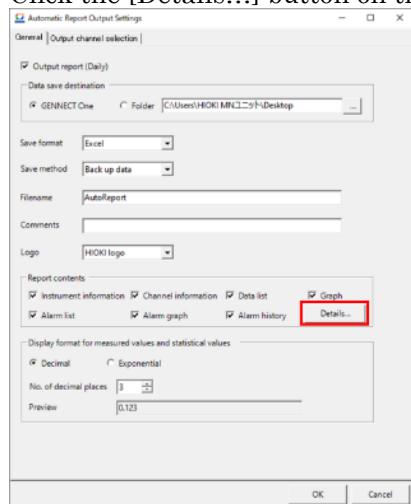 Click the [Details...] button on th
Automatic Report Output Settings
General Output channel selection
Output report (Daily)
Data save destination
GENNECT One Folder C:\Users\HIOKI MNユニット\Desktop ...
Save format Excel
Save method Back up data
Filename AutoReport
Comments
Logo HIOKI logo
Report contents
Instrument information Channel information Data list Graph
Alarm list Alarm graph Alarm history Details...
Display format for measured values and statistical values
Decimal Exponential
No. of decimal places 3
Preview 0.123
OK Cancel